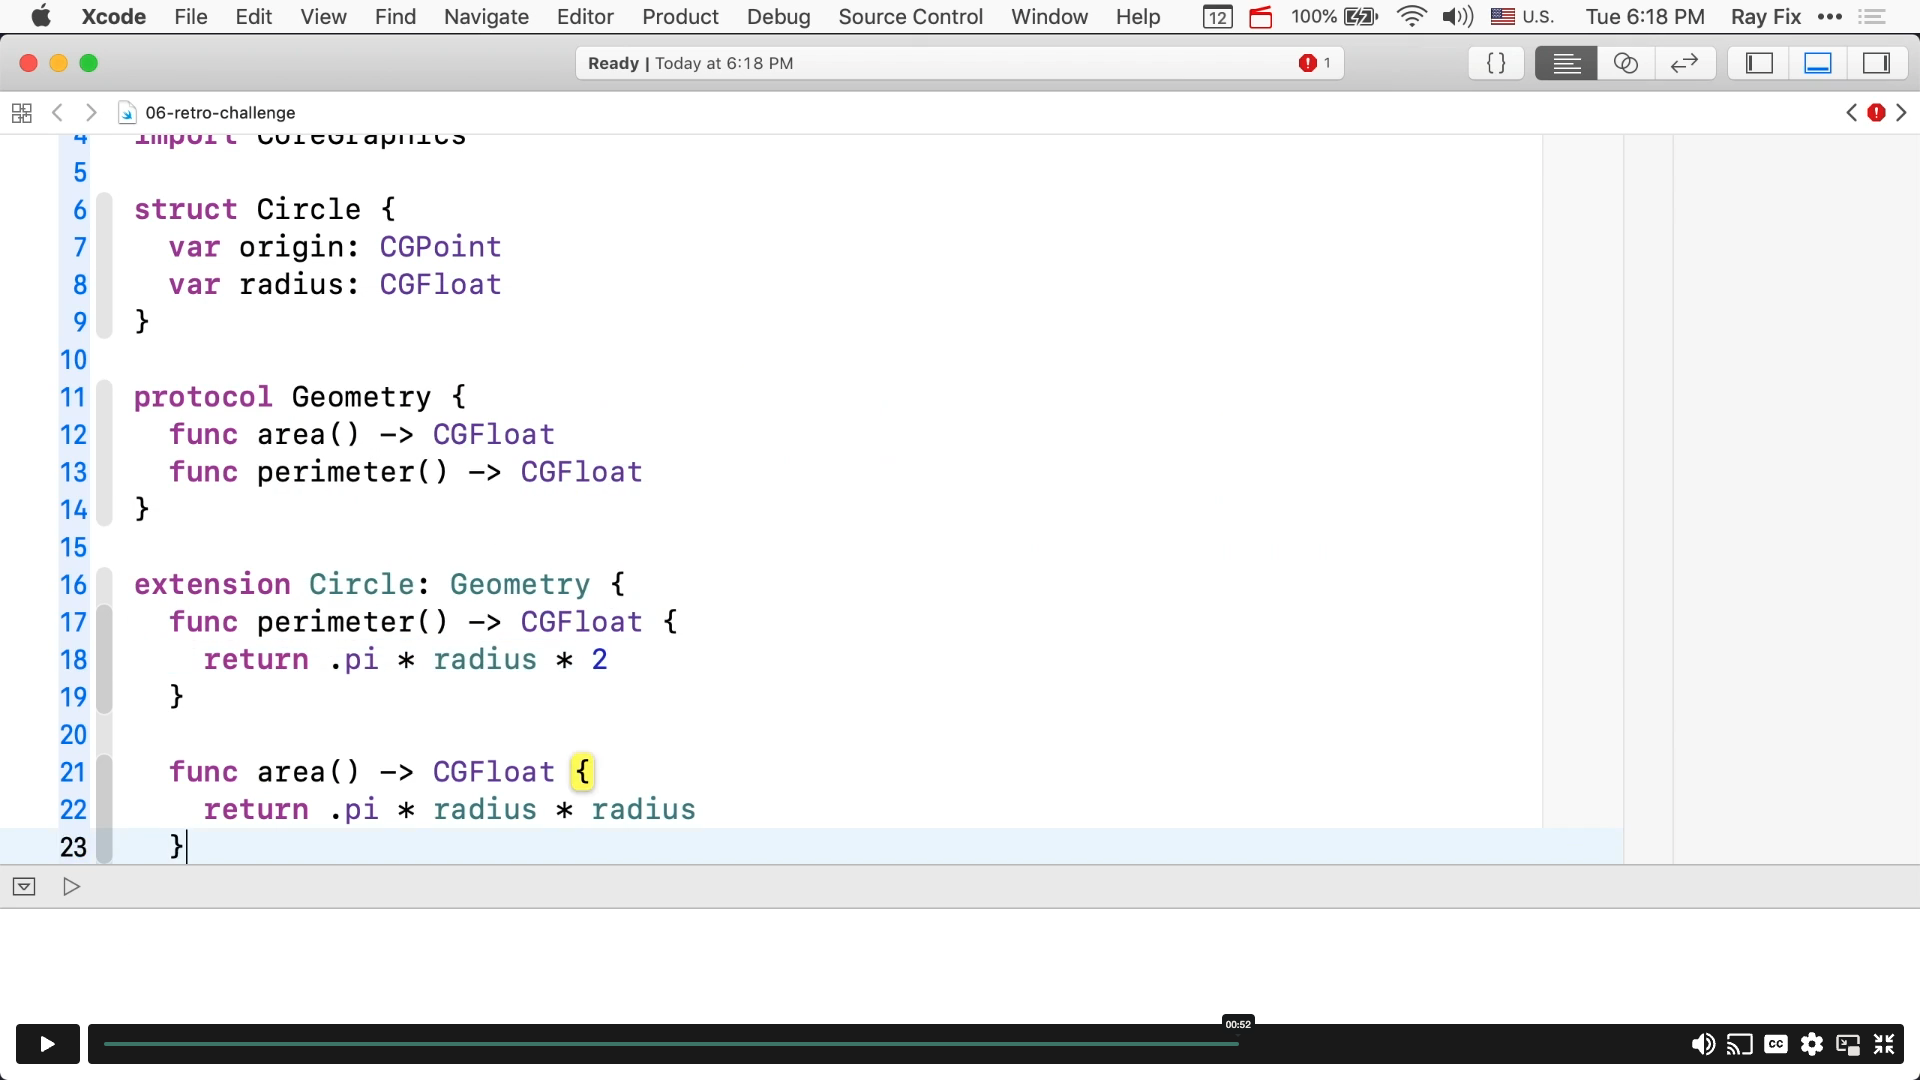 Xcode File Edit View Find Navigate Editor Product Debug Source Control Window Help 12 100% U.S. Tue 6:18 PM Ray Fix •••
Ready | Today at 6:18 PM 1
{}
06-retro-challenge
4 import CoreGraphics
5
6 struct Circle {
7 var origin: CGPoint
8 var radius: CGFloat
9 }
10
11 protocol Geometry {
12 func area() -> CGFloat
13 func perimeter() -> CGFloat
14 }
15
16 extension Circle: Geometry {
17 func perimeter() -> CGFloat {
18 return .pi * radius * 2
19 }
20
21 func area() -> CGFloat {
22 return .pi * radius * radius
23 }
00:52
CC